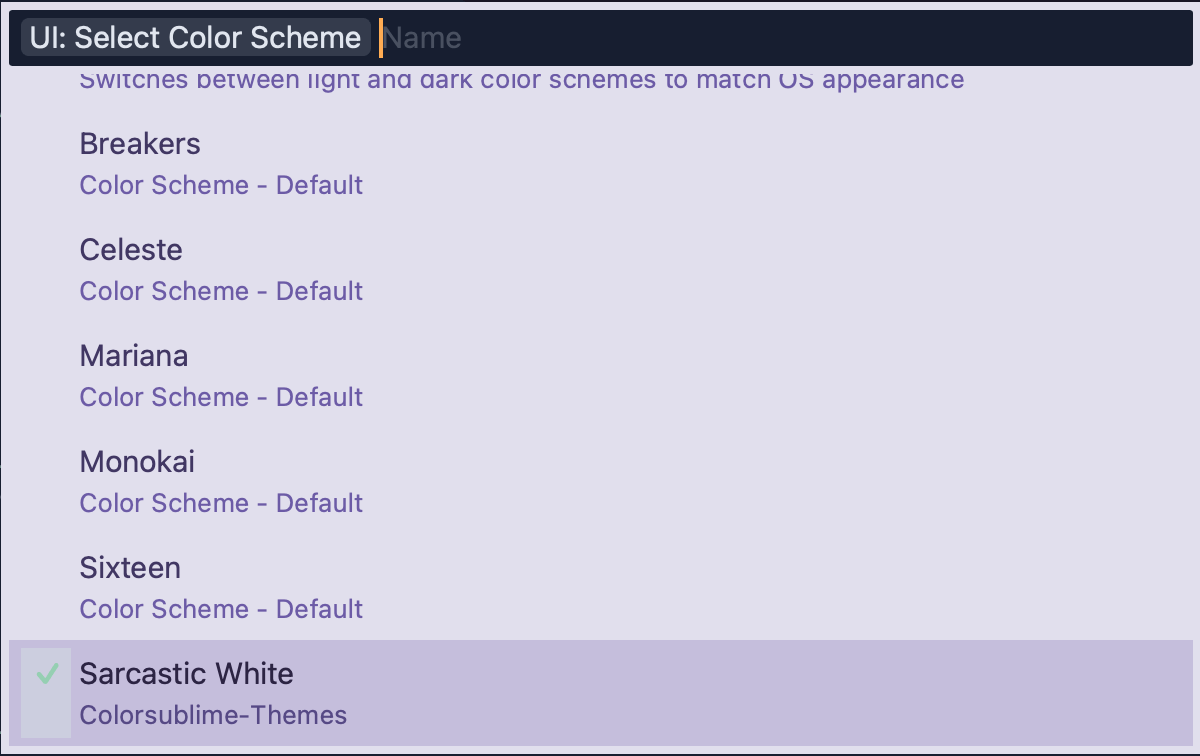 UI: Select Color Scheme Name
Switches between light and dark color schemes to match OS appearance
Breakers
Color Scheme - Default
Celeste
Color Scheme - Default
Mariana
Color Scheme - Default
Monokai
Color Scheme - Default
Sixteen
Color Scheme - Default
Sarcastic White
Colorsublime-Themes